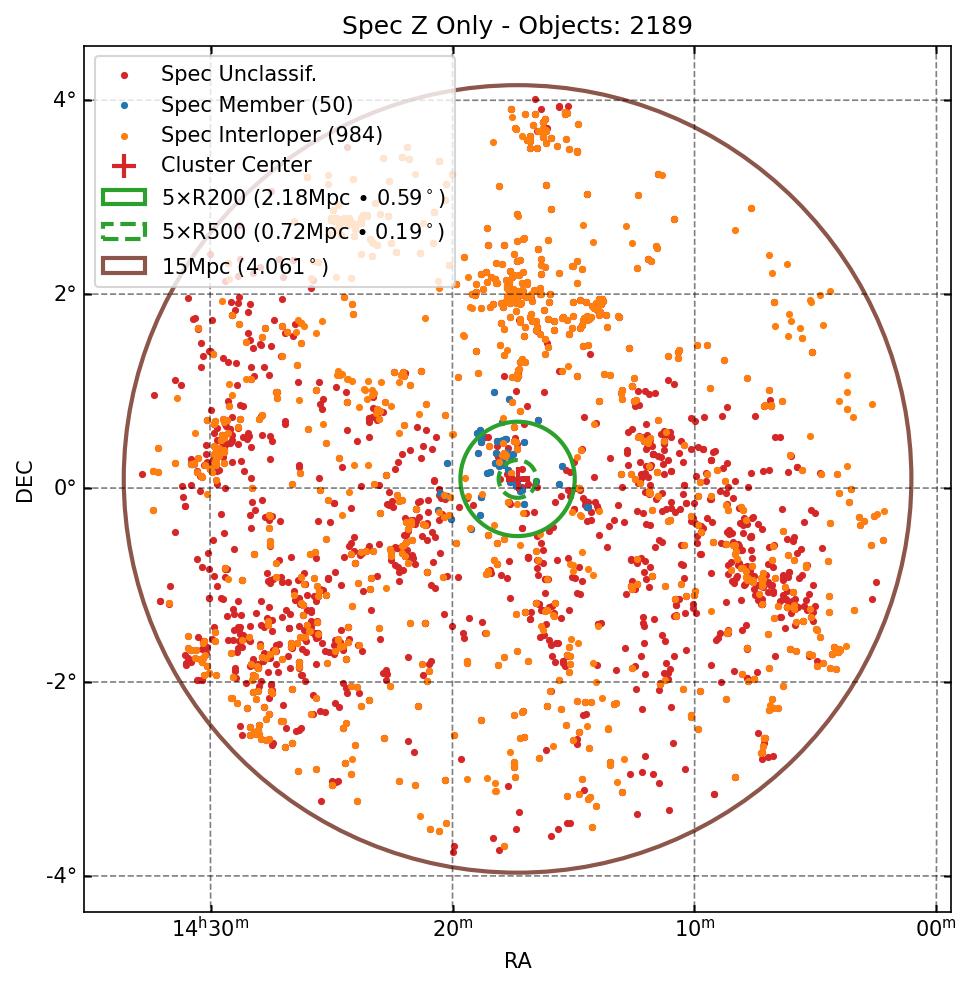 Spec Z Only - Objects: 2189
Spec Unclassif.
Spec Member (50)
Spec Interloper (984)
Cluster Center
5×R200 (2.18Mpc • 0.59°)
5×R500 (0.72Mpc • 0.19°)
15Mpc (4.061°)
4°
2°
0°
-2°
-4°
DEC
14ʰ30ᵐ 20ᵐ 10ᵐ 00ᵐ
RA